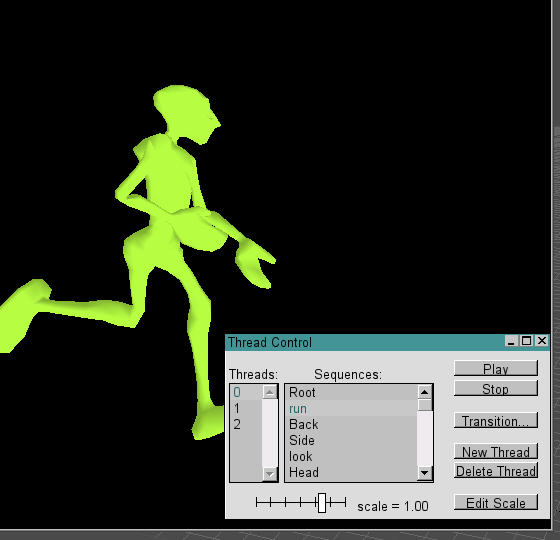 Thread Control
Threads:
Sequences:
0
1
2
Root
run
Back
Side
look
Head
scale = 1.00
Play
Stop
Transition...
New Thread
Delete Thread
Edit Scale